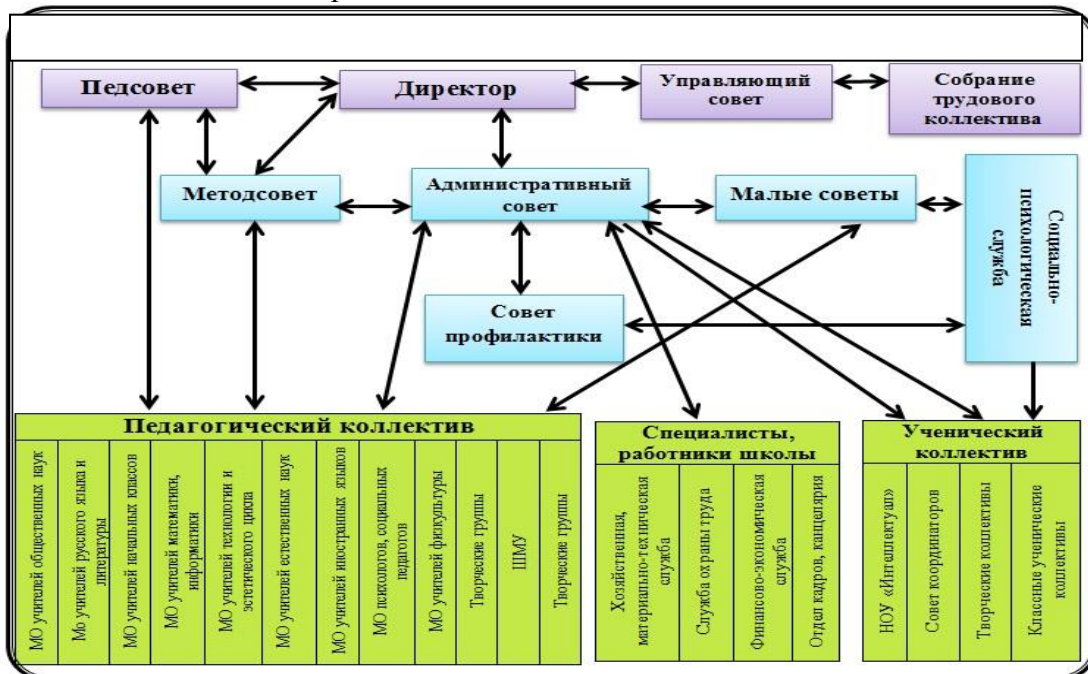 Педсовет
Директор
Управляющий
совет
Собрание
трудового
коллектива
Методсовет
Административный
совет
Малые советы
Социально-
психологическая
служба
Совет
профилактики
Педагогический коллектив
МО учителей общественных наук
Мо учителей русского языка и
литературы
МО учителей начальных классов
МО учителей математики,
информатики
МО учителей технологии и
эстетического цикла
МО учителей естественных наук
МО учителей иностранных языков
МО психологов, социальных
педагогов
МО учителей физкультуры
Творческие группы
ШМУ
Творческие группы
Специалисты,
работники школы
Хозяйственная,
материально-техническая
служба
Служба охраны труда
Финансово-экономическая
служба
Отдел кадров, канцелярия
Ученический
коллектив
НОУ «Интеллектуал»
Совет координаторов
Творческие коллективы
Классные ученические
коллективы